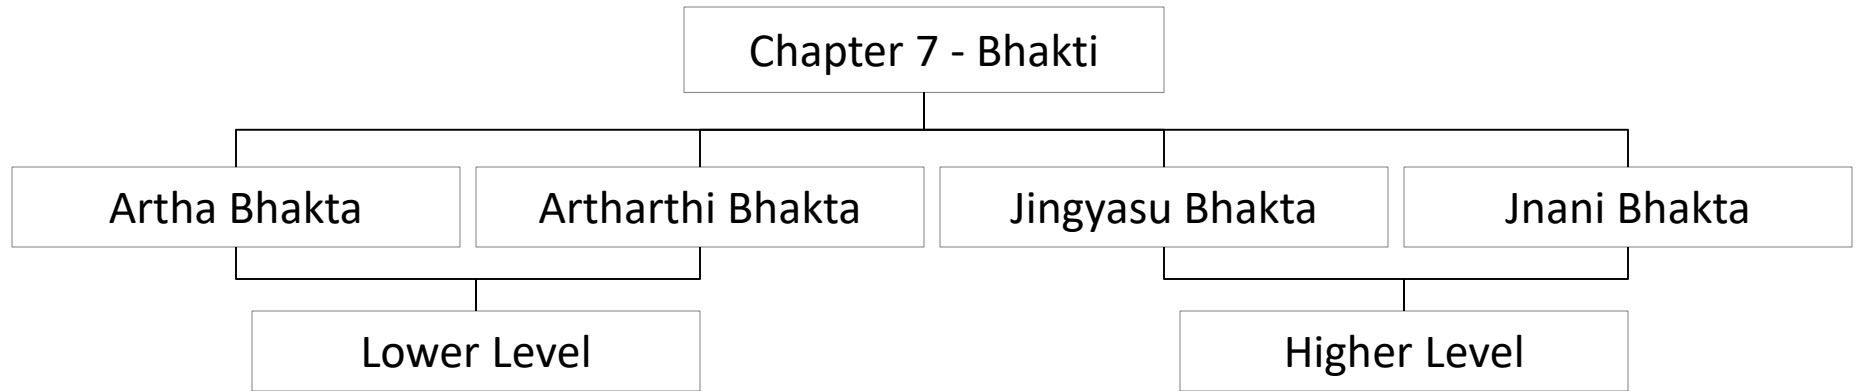 Chapter 7 - Bhakti
Artha Bhakta
Artharthi Bhakta
Jingyasu Bhakta
Jnani Bhakta
Lower Level
Higher Level